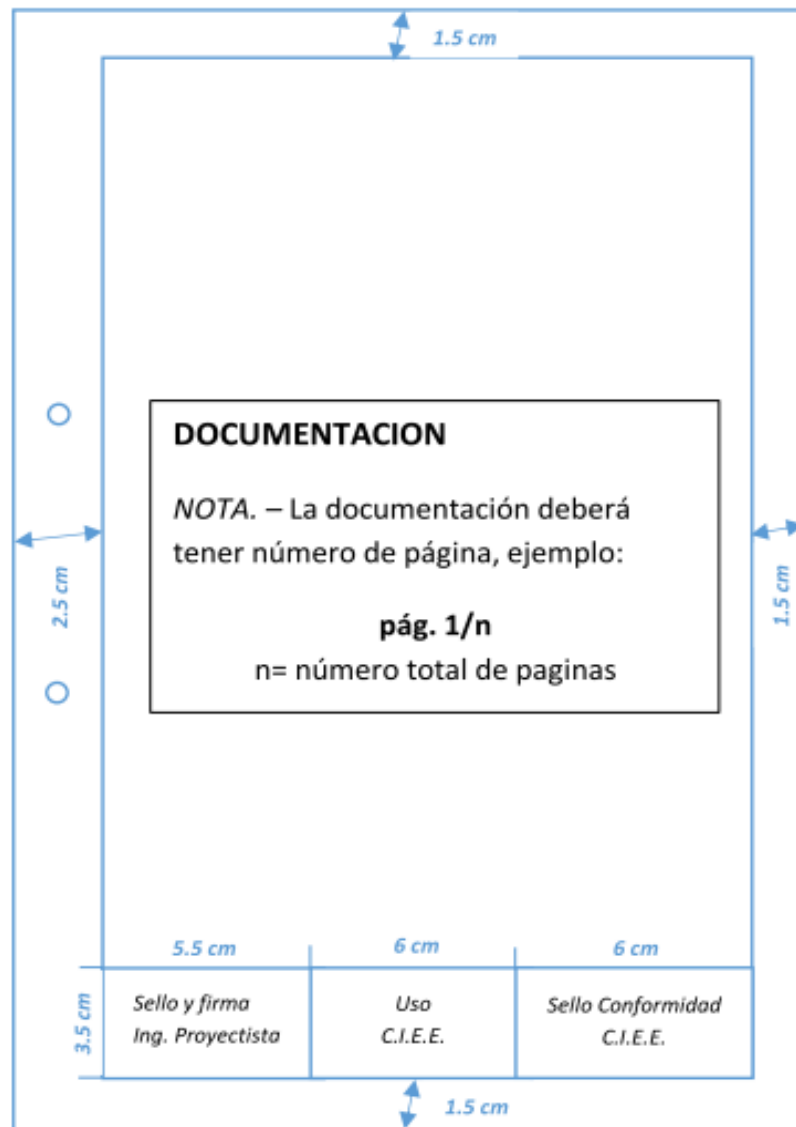 1.5 cm
DOCUMENTACION
NOTA. – La documentación deberá
tener número de página, ejemplo:
pág. 1/n
n= número total de paginas
2.5 cm
1.5 cm
5.5 cm
6 cm
6 cm
3.5 cm
Sello y firma
Ing. Proyectista
Uso
C.I.E.E.
Sello Conformidad
C.I.E.E.
1.5 cm